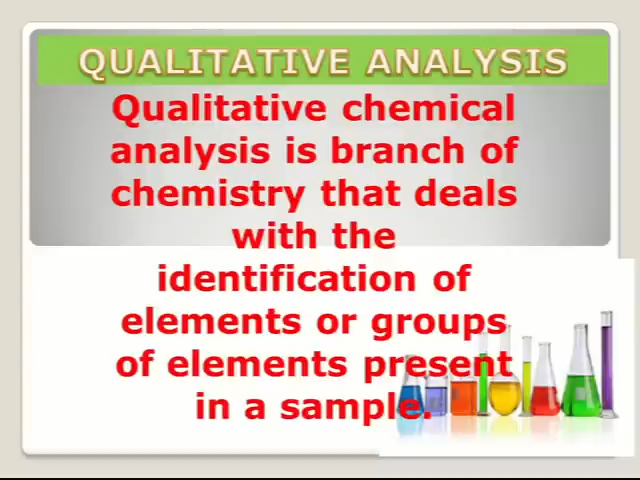 QUALITATIVE ANALYSIS
Qualitative chemical
analysis is branch of
chemistry that deals
with the
identification of
elements or groups
of elements present
in a sample.